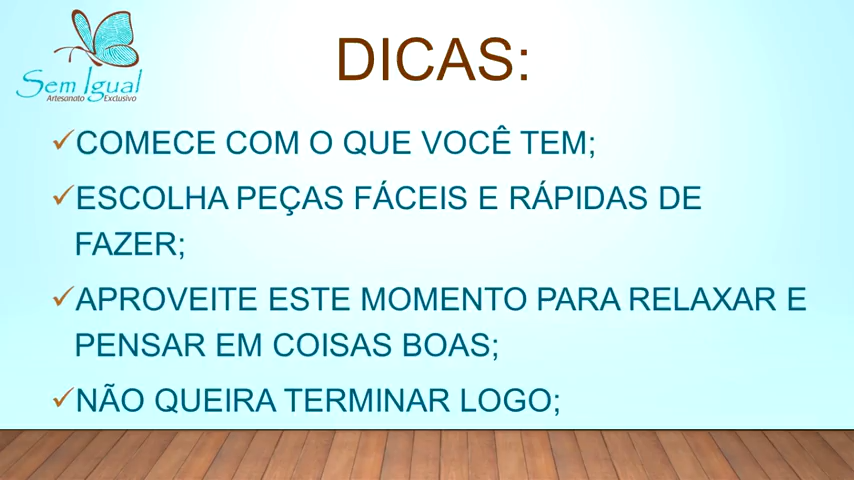 Sem Igual
Artesanato Exclusivo
DICAS:
✓COMECE COM O QUE VOCÊ TEM;
✓ESCOLHA PEÇAS FÁCEIS E RÁPIDAS DE
FAZER;
✓APROVEITE ESTE MOMENTO PARA RELAXAR E
PENSAR EM COISAS BOAS;
✓NÃO QUEIRA TERMINAR LOGO;